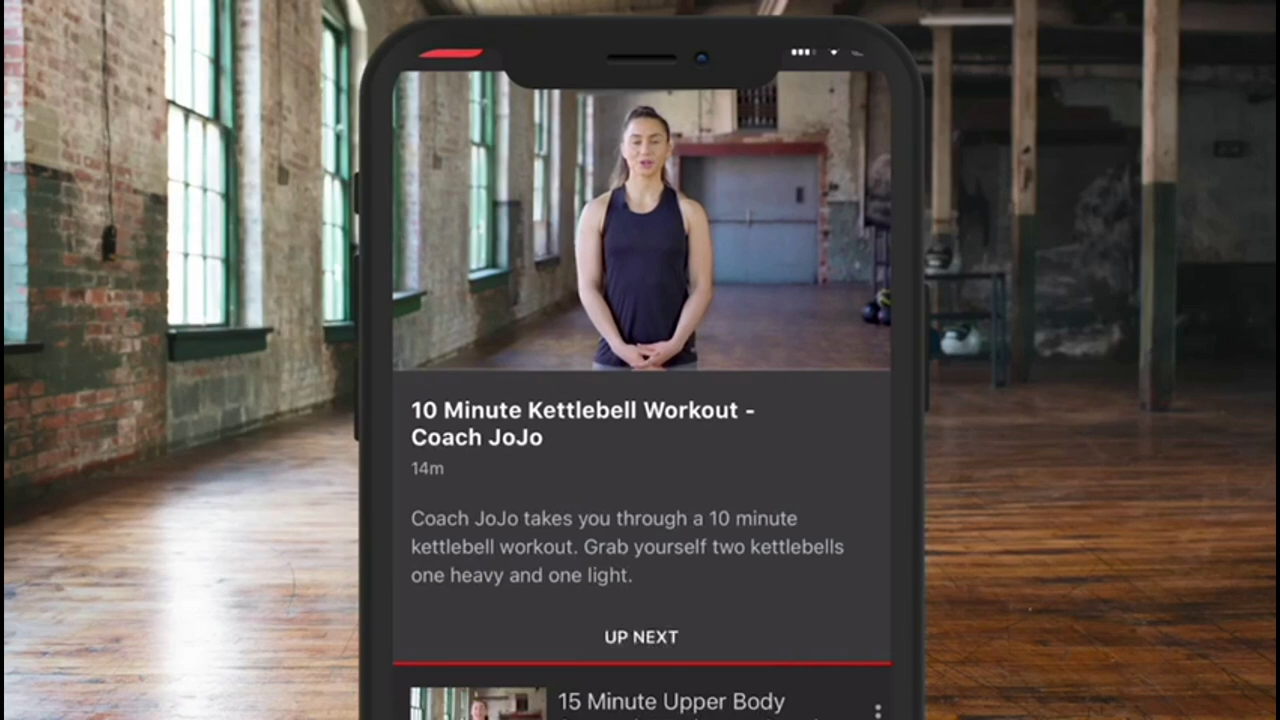 10 Minute Kettlebell Workout -
Coach JoJo
14m
Coach JoJo takes you through a 10 minute
kettlebell workout. Grab yourself two kettlebells
one heavy and one light.
UP NEXT
15 Minute Upper Body